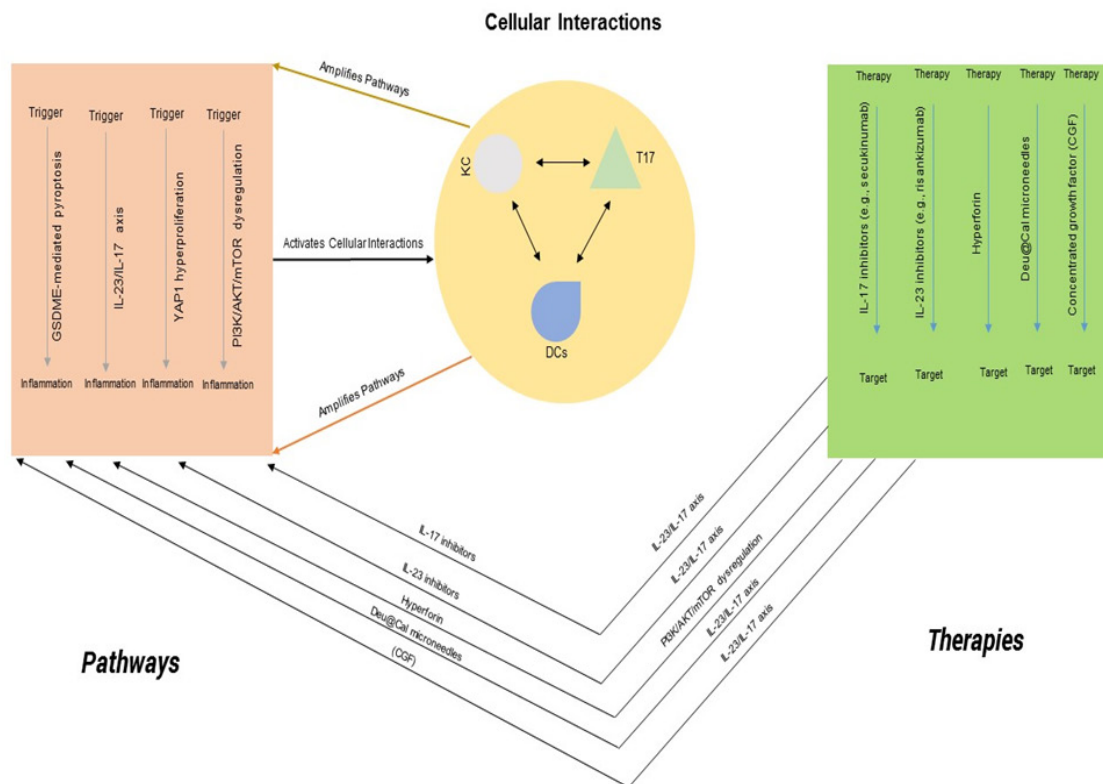 Cellular Interactions
Amplifies Pathways
Trigger
Trigger
Trigger
Trigger
GSDME-mediated pyroptosis
IL-23/IL-17 axis
YAP1 hyperproliferation
PI3K/AKT/mTOR dysregulation
Inflammation
Inflammation
Inflammation
Inflammation
Activates Cellular Interactions
KC
T17
DCs
Amplifies Pathways
Therapy
Therapy
Therapy
Therapy
Therapy
IL-17 inhibitors (e.g., secukinumab)
IL-23 inhibitors (e.g., risankizumab)
Hyperforin
Deu@Cal microneedles
Concentrated growth factor (CGF)
Target
Target
Target
Target
Target
IL-17 inhibitors
IL-23 inhibitors
Hyperforin
Deu@Cal microneedles
(CGF)
IL-23/IL-17 axis
IL-23/IL-17 axis
PI3K/AKT/mTOR dysregulation
IL-23/IL-17 axis
IL-23/IL-17 axis
Pathways
Therapies